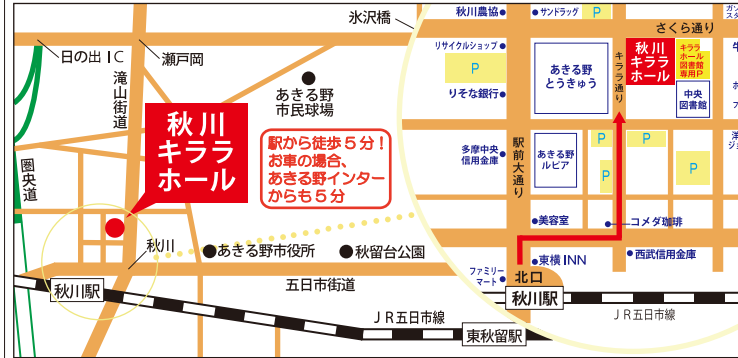 氷沢橋
日の出IC
瀬戸岡
滝山街道
あきる野
市民球場
秋川
キララ
ホール
駅から徒歩5分!
お車の場合、
あきる野インター
からも5分
圏央道
秋川
あきる野市役所
秋留台公園
五日市街道
秋川駅
JR五日市線
東秋留駅
秋川農協
サンドラッグ
P
さくら通り
リサイクルショップ
P
りそな銀行
あきる野
とうきゅう
キララ通り
秋川
キララ
ホール
キララ
ホール
図書館
専用P
中央
図書館
多摩中央
信用金庫
駅前大通り
あきる野
ルピア
P
P
P
P
美容室
コメダ珈琲
東横INN
西武信用金庫
ファミリー
マート
北口
秋川駅
JR五日市線